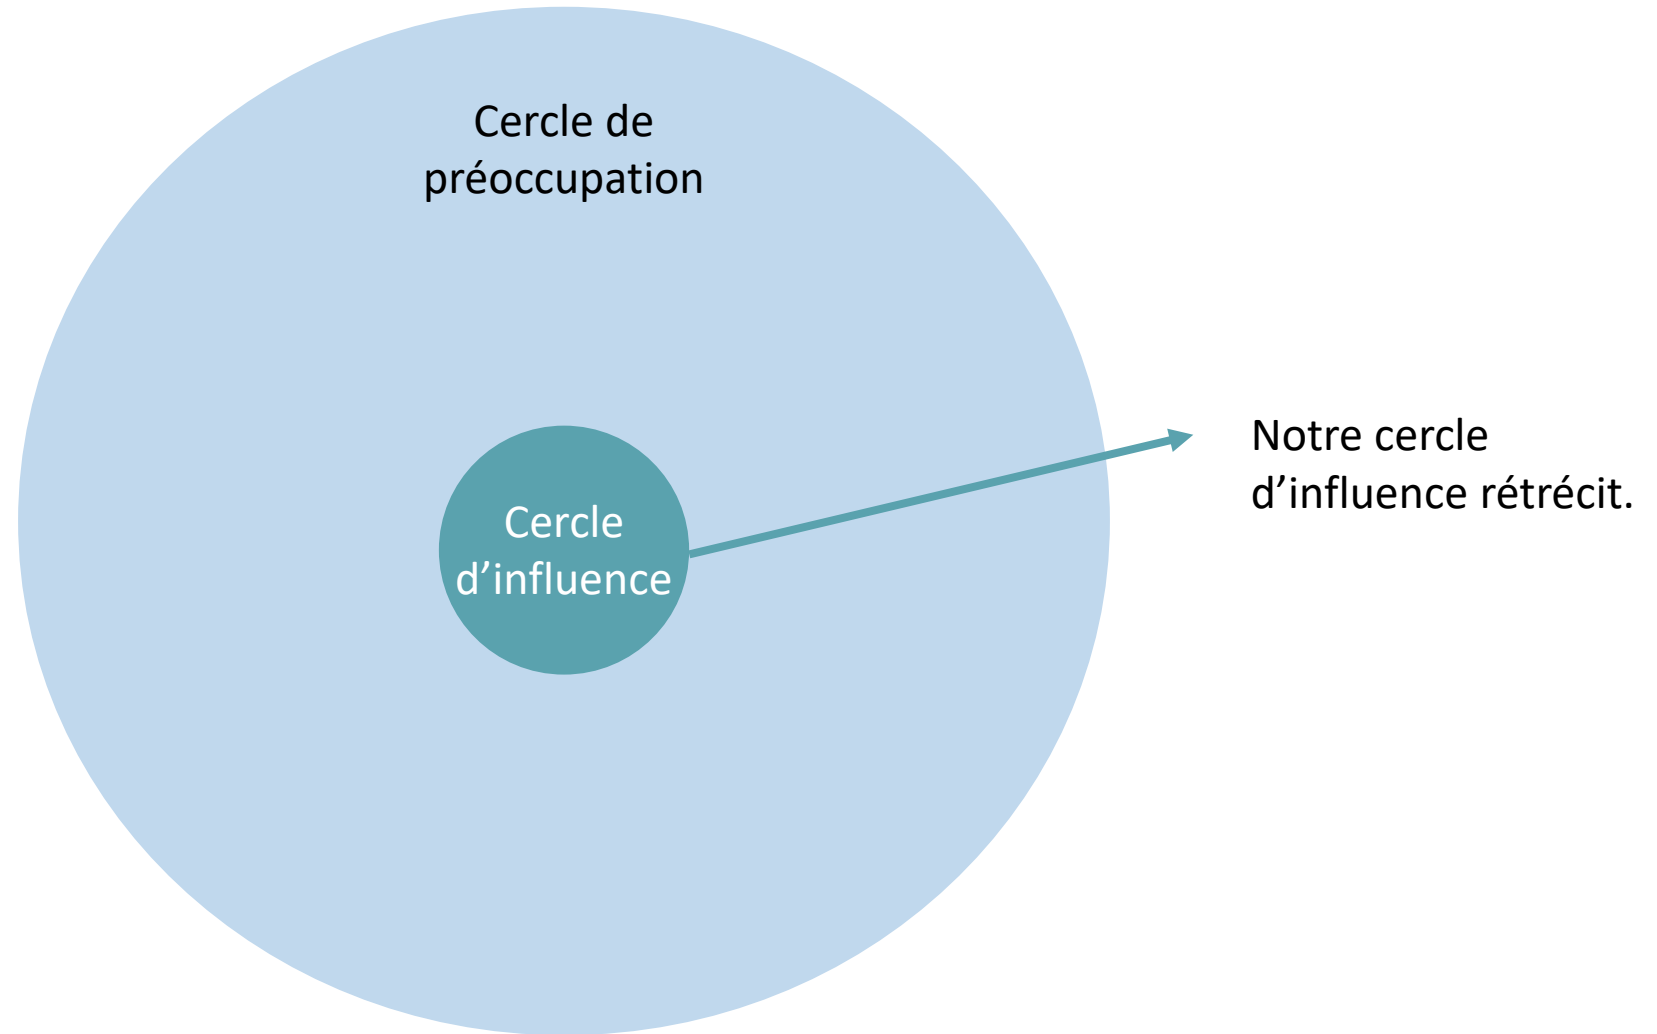 Cercle de
préoccupation
Notre cercle
d’influence rétrécit.
Cercle
d’influence